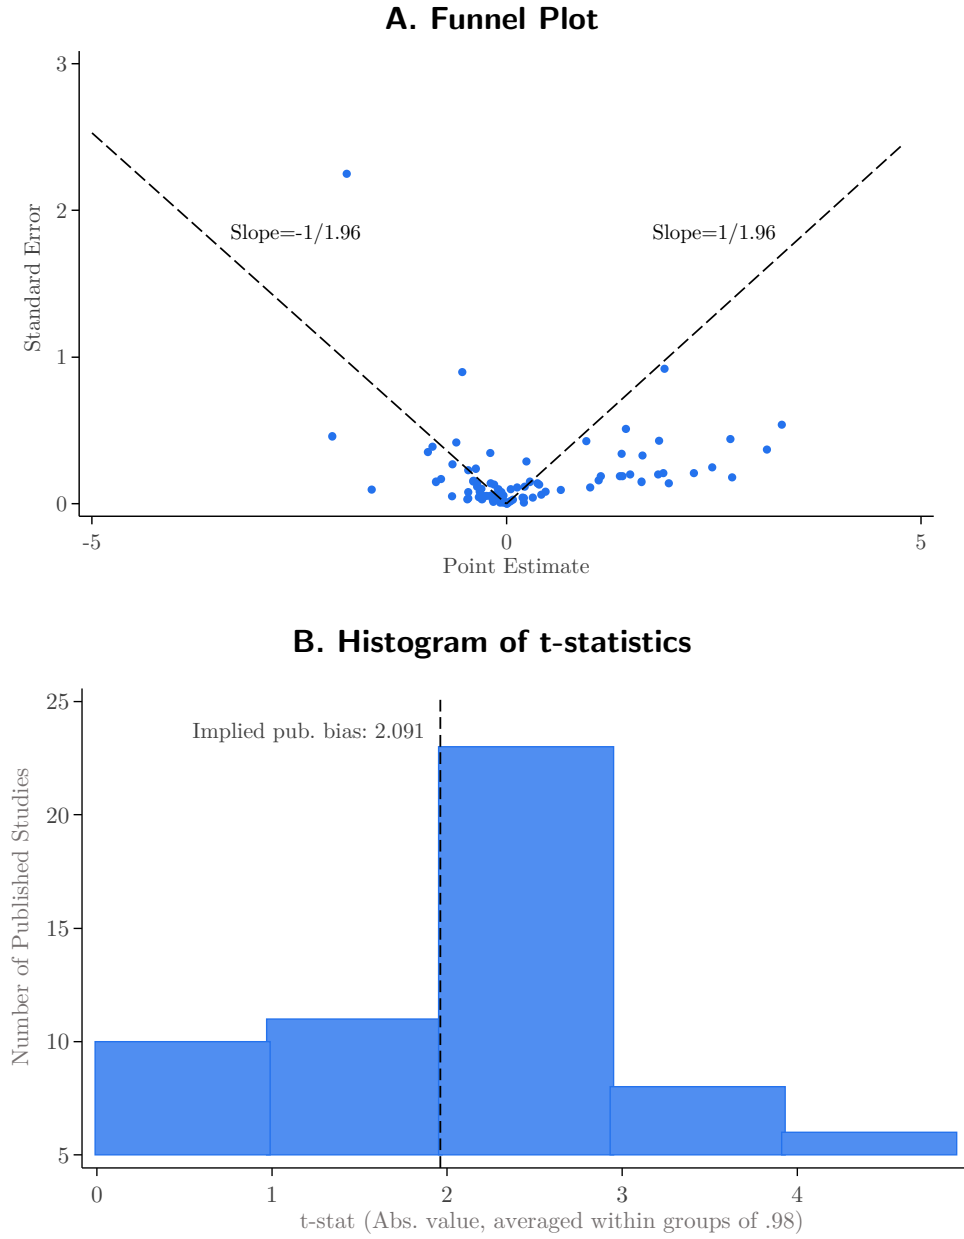 A. Funnel Plot
3
2
1
0
Standard Error
Slope=-1/1.96
Slope=1/1.96
-5
0
5
Point Estimate
B. Histogram of t-statistics
25
20
15
10
5
Number of Published Studies
Implied pub. bias: 2.091
0
1
2
3
4
t-stat (Abs. value, averaged within groups of .98)